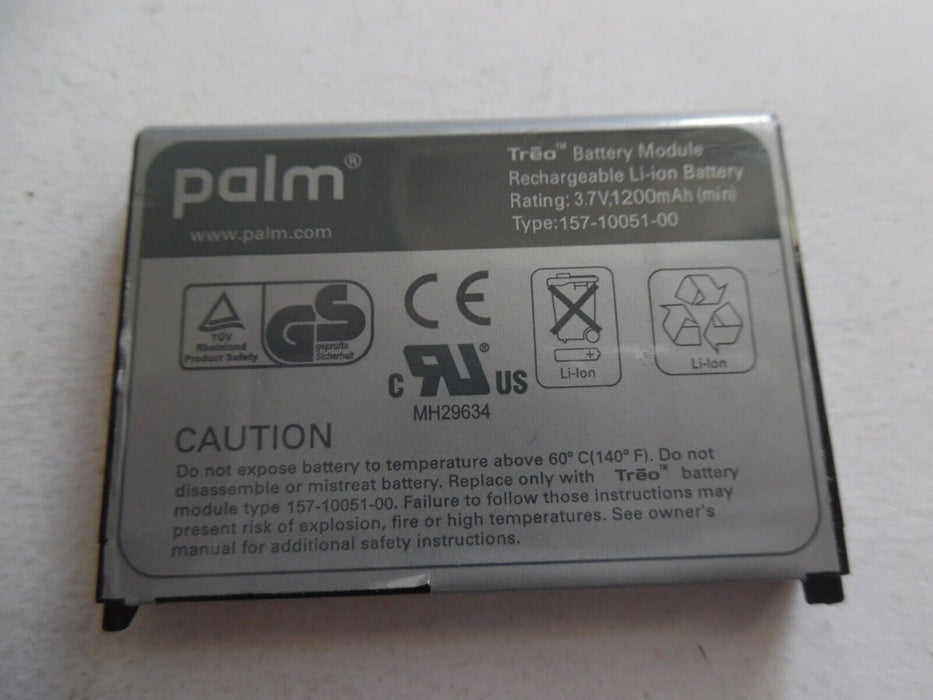 palm®
www.palm.com
Trēo™ Battery Module
Rechargeable Li-ion Battery
Rating: 3.7V,1200mAh (min)
Type:157-10051-00
TÜV
Rheinland
Product Safety
GS
geprüfte
Sicherheit
CE
Li-Ion
Li-Ion
c RU® US
MH29634
CAUTION
Do not expose battery to temperature above 60° C(140° F). Do not
disassemble or mistreat battery. Replace only with Trēo™ battery
module type 157-10051-00. Failure to follow those instructions may
present risk of explosion, fire or high temperatures. See owner's
manual for additional safety instructions.